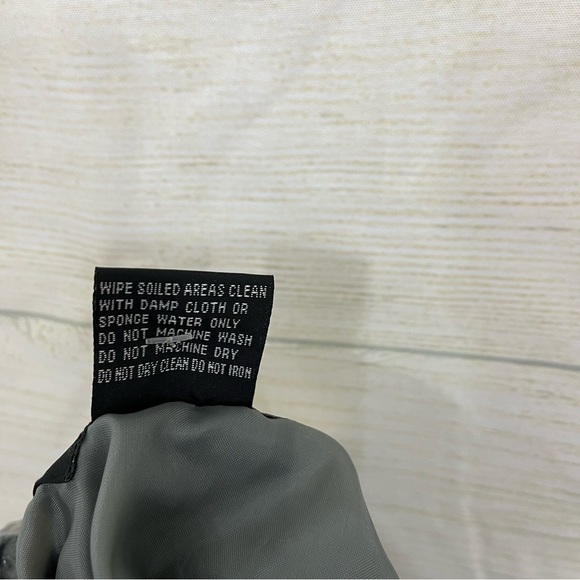 WIPE SOILED AREAS CLEAN
WITH DAMP CLOTH OR
SPONGE WATER ONLY
DO NOT MACHINE WASH
DO NOT MACHINE DRY
DO NOT DRY CLEAN DO NOT IRON